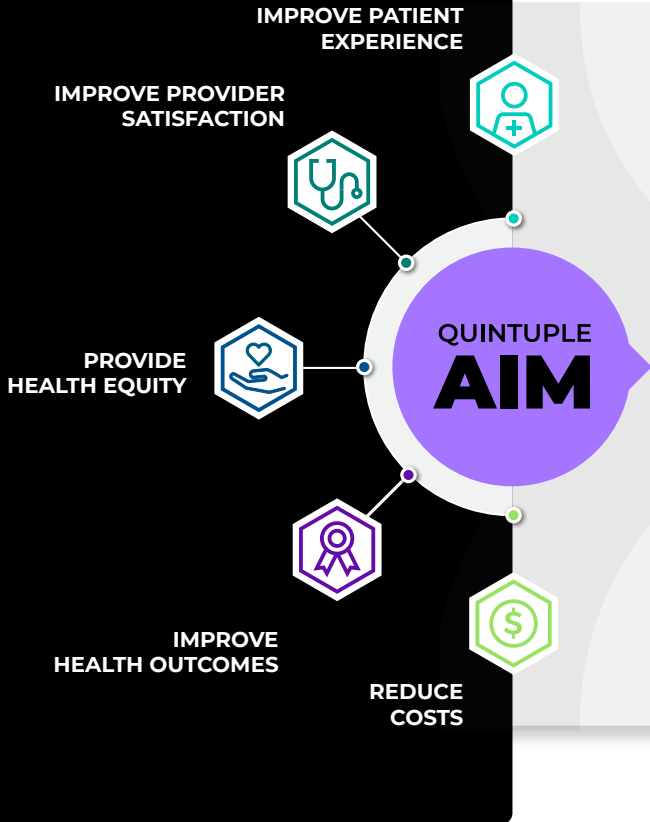 IMPROVE PATIENT
EXPERIENCE
IMPROVE PROVIDER
SATISFACTION
PROVIDE
HEALTH EQUITY
QUINTUPLE
AIM
IMPROVE
HEALTH OUTCOMES
REDUCE
COSTS
$